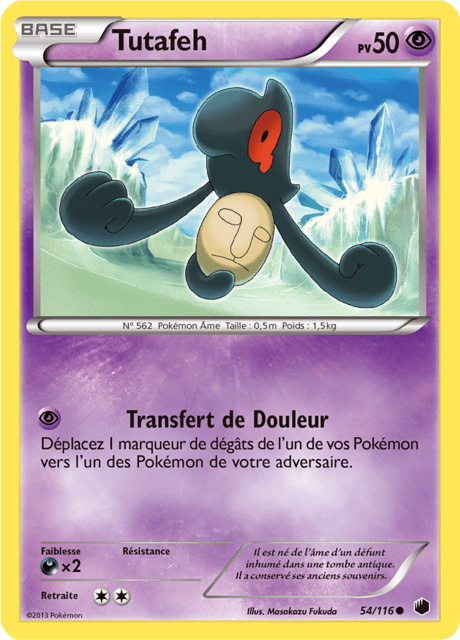 BASE
Tutafeh
PV 50
N° 562 Pokémon Âme Taille : 0,5m Poids : 1,5kg
Transfert de Douleur
Déplacez 1 marqueur de dégâts de l'un de vos Pokémon
vers l'un des Pokémon de votre adversaire.
Faiblesse
Résistance
×2
Il est né de l'âme d'un défunt
inhumé dans une tombe antique.
Il a conservé ses anciens souvenirs.
Retraite
©2013 Pokémon
Illus. Masakazu Fukuda
54/116